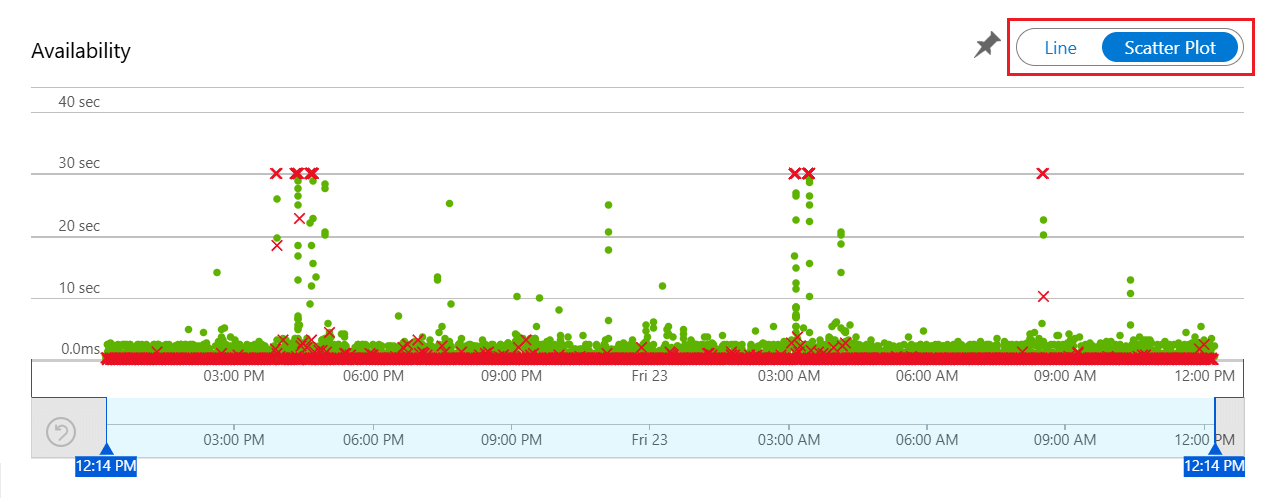 Availability
Line
Scatter Plot
40 sec
30 sec
20 sec
10 sec
0.0ms
03:00 PM 06:00 PM 09:00 PM Fri 23 03:00 AM 06:00 AM 09:00 AM 12:00 PM
03:00 PM 06:00 PM 09:00 PM Fri 23 03:00 AM 06:00 AM 09:00 AM 12:00 PM
12:14 PM 12:14 PM